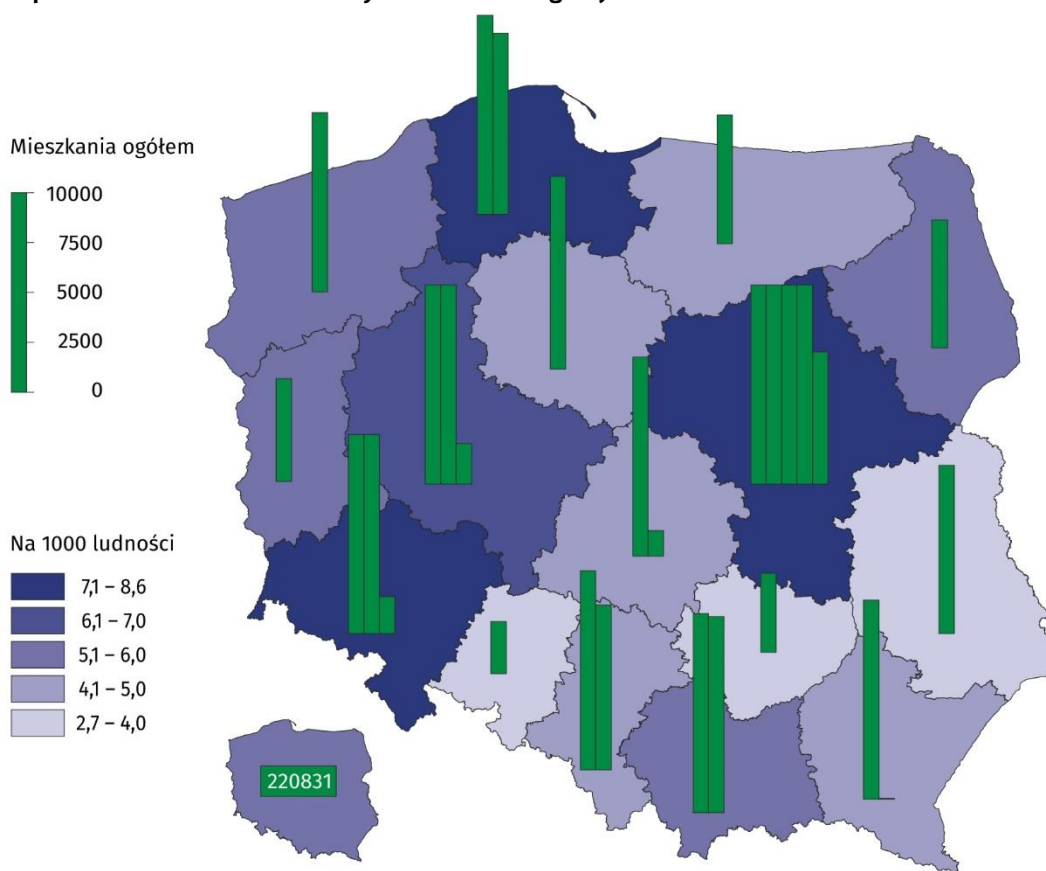 Mieszkania ogółem
10000
7500
5000
2500
0
Na 1000 ludności
7,1 – 8,6
6,1 – 7,0
5,1 – 6,0
4,1 – 5,0
2,7 – 4,0
220831